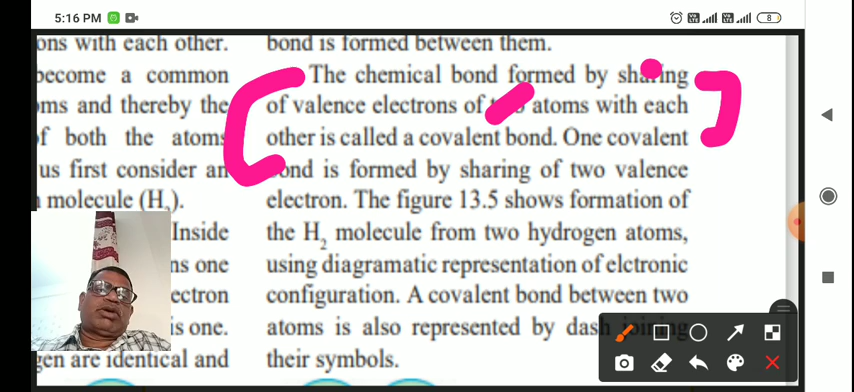 5:16 PM
8
ons with each other.
become a common
oms and thereby the
of both the atoms
us first consider an
molecule (H2).
Inside
ns one
ectron
is one.
gen are identical and
bond is formed between them.
The chemical bond formed by sharing
of valence electrons of atoms with each
other is called a covalent bond. One covalent
bond is formed by sharing of two valence
electron. The figure 13.5 shows formation of
the H2 molecule from two hydrogen atoms,
using diagramatic representation of elctronic
configuration. A covalent bond between two
atoms is also represented by dash joining
their symbols.